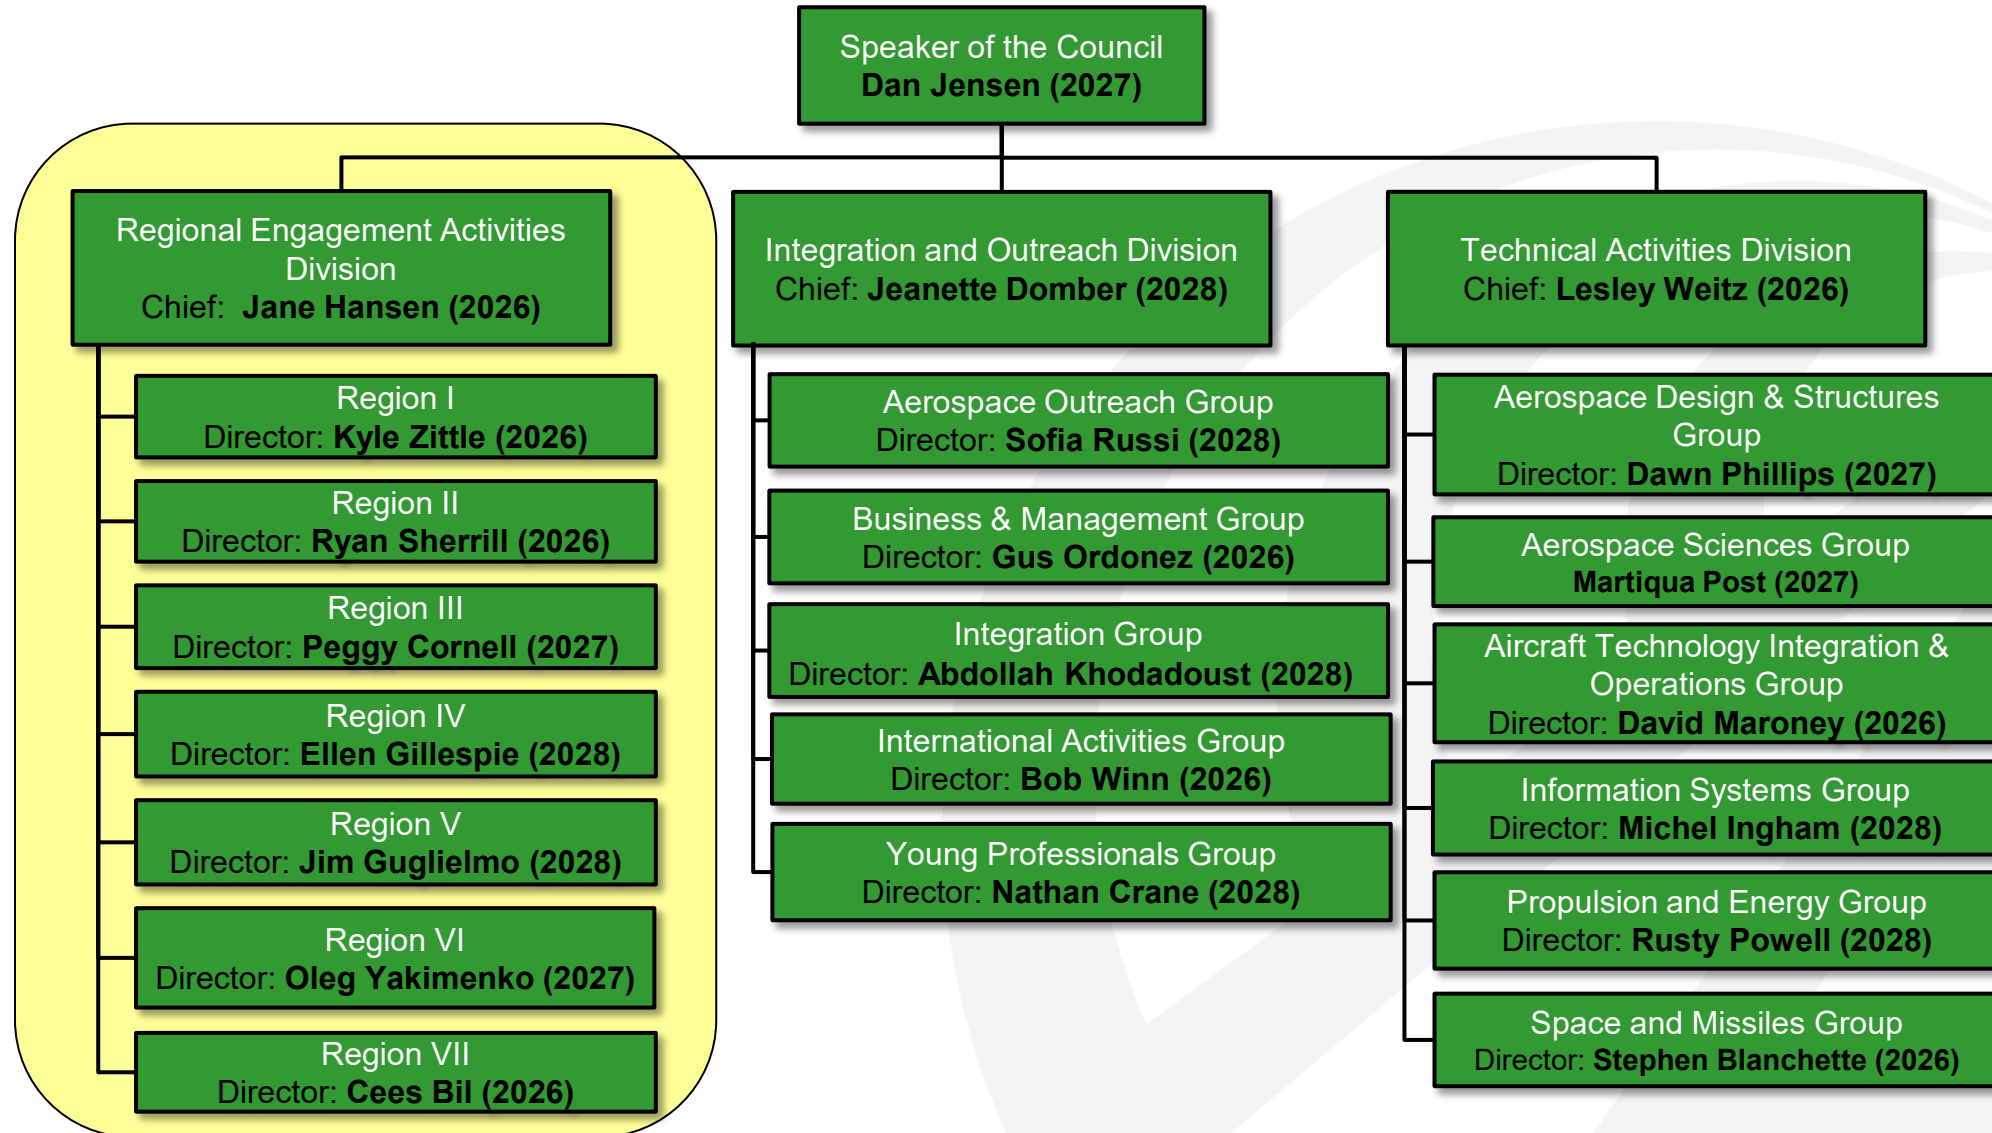 Speaker of the Council
Dan Jensen (2027)
Regional Engagement Activities
Division
Chief: Jane Hansen (2026)
Region I
Director: Kyle Zittle (2026)
Region II
Director: Ryan Sherrill (2026)
Region III
Director: Peggy Cornell (2027)
Region IV
Director: Ellen Gillespie (2028)
Region V
Director: Jim Guglielmo (2028)
Region VI
Director: Oleg Yakimenko (2027)
Region VII
Director: Cees Bil (2026)
Integration and Outreach Division
Chief: Jeanette Domber (2028)
Aerospace Outreach Group
Director: Sofia Russi (2028)
Business & Management Group
Director: Gus Ordonez (2026)
Integration Group
Director: Abdollah Khodadoust (2028)
International Activities Group
Director: Bob Winn (2026)
Young Professionals Group
Director: Nathan Crane (2028)
Technical Activities Division
Chief: Lesley Weitz (2026)
Aerospace Design & Structures
Group
Director: Dawn Phillips (2027)
Aerospace Sciences Group
Martiqua Post (2027)
Aircraft Technology Integration &
Operations Group
Director: David Maroney (2026)
Information Systems Group
Director: Michel Ingham (2028)
Propulsion and Energy Group
Director: Rusty Powell (2028)
Space and Missiles Group
Director: Stephen Blanchette (2026)